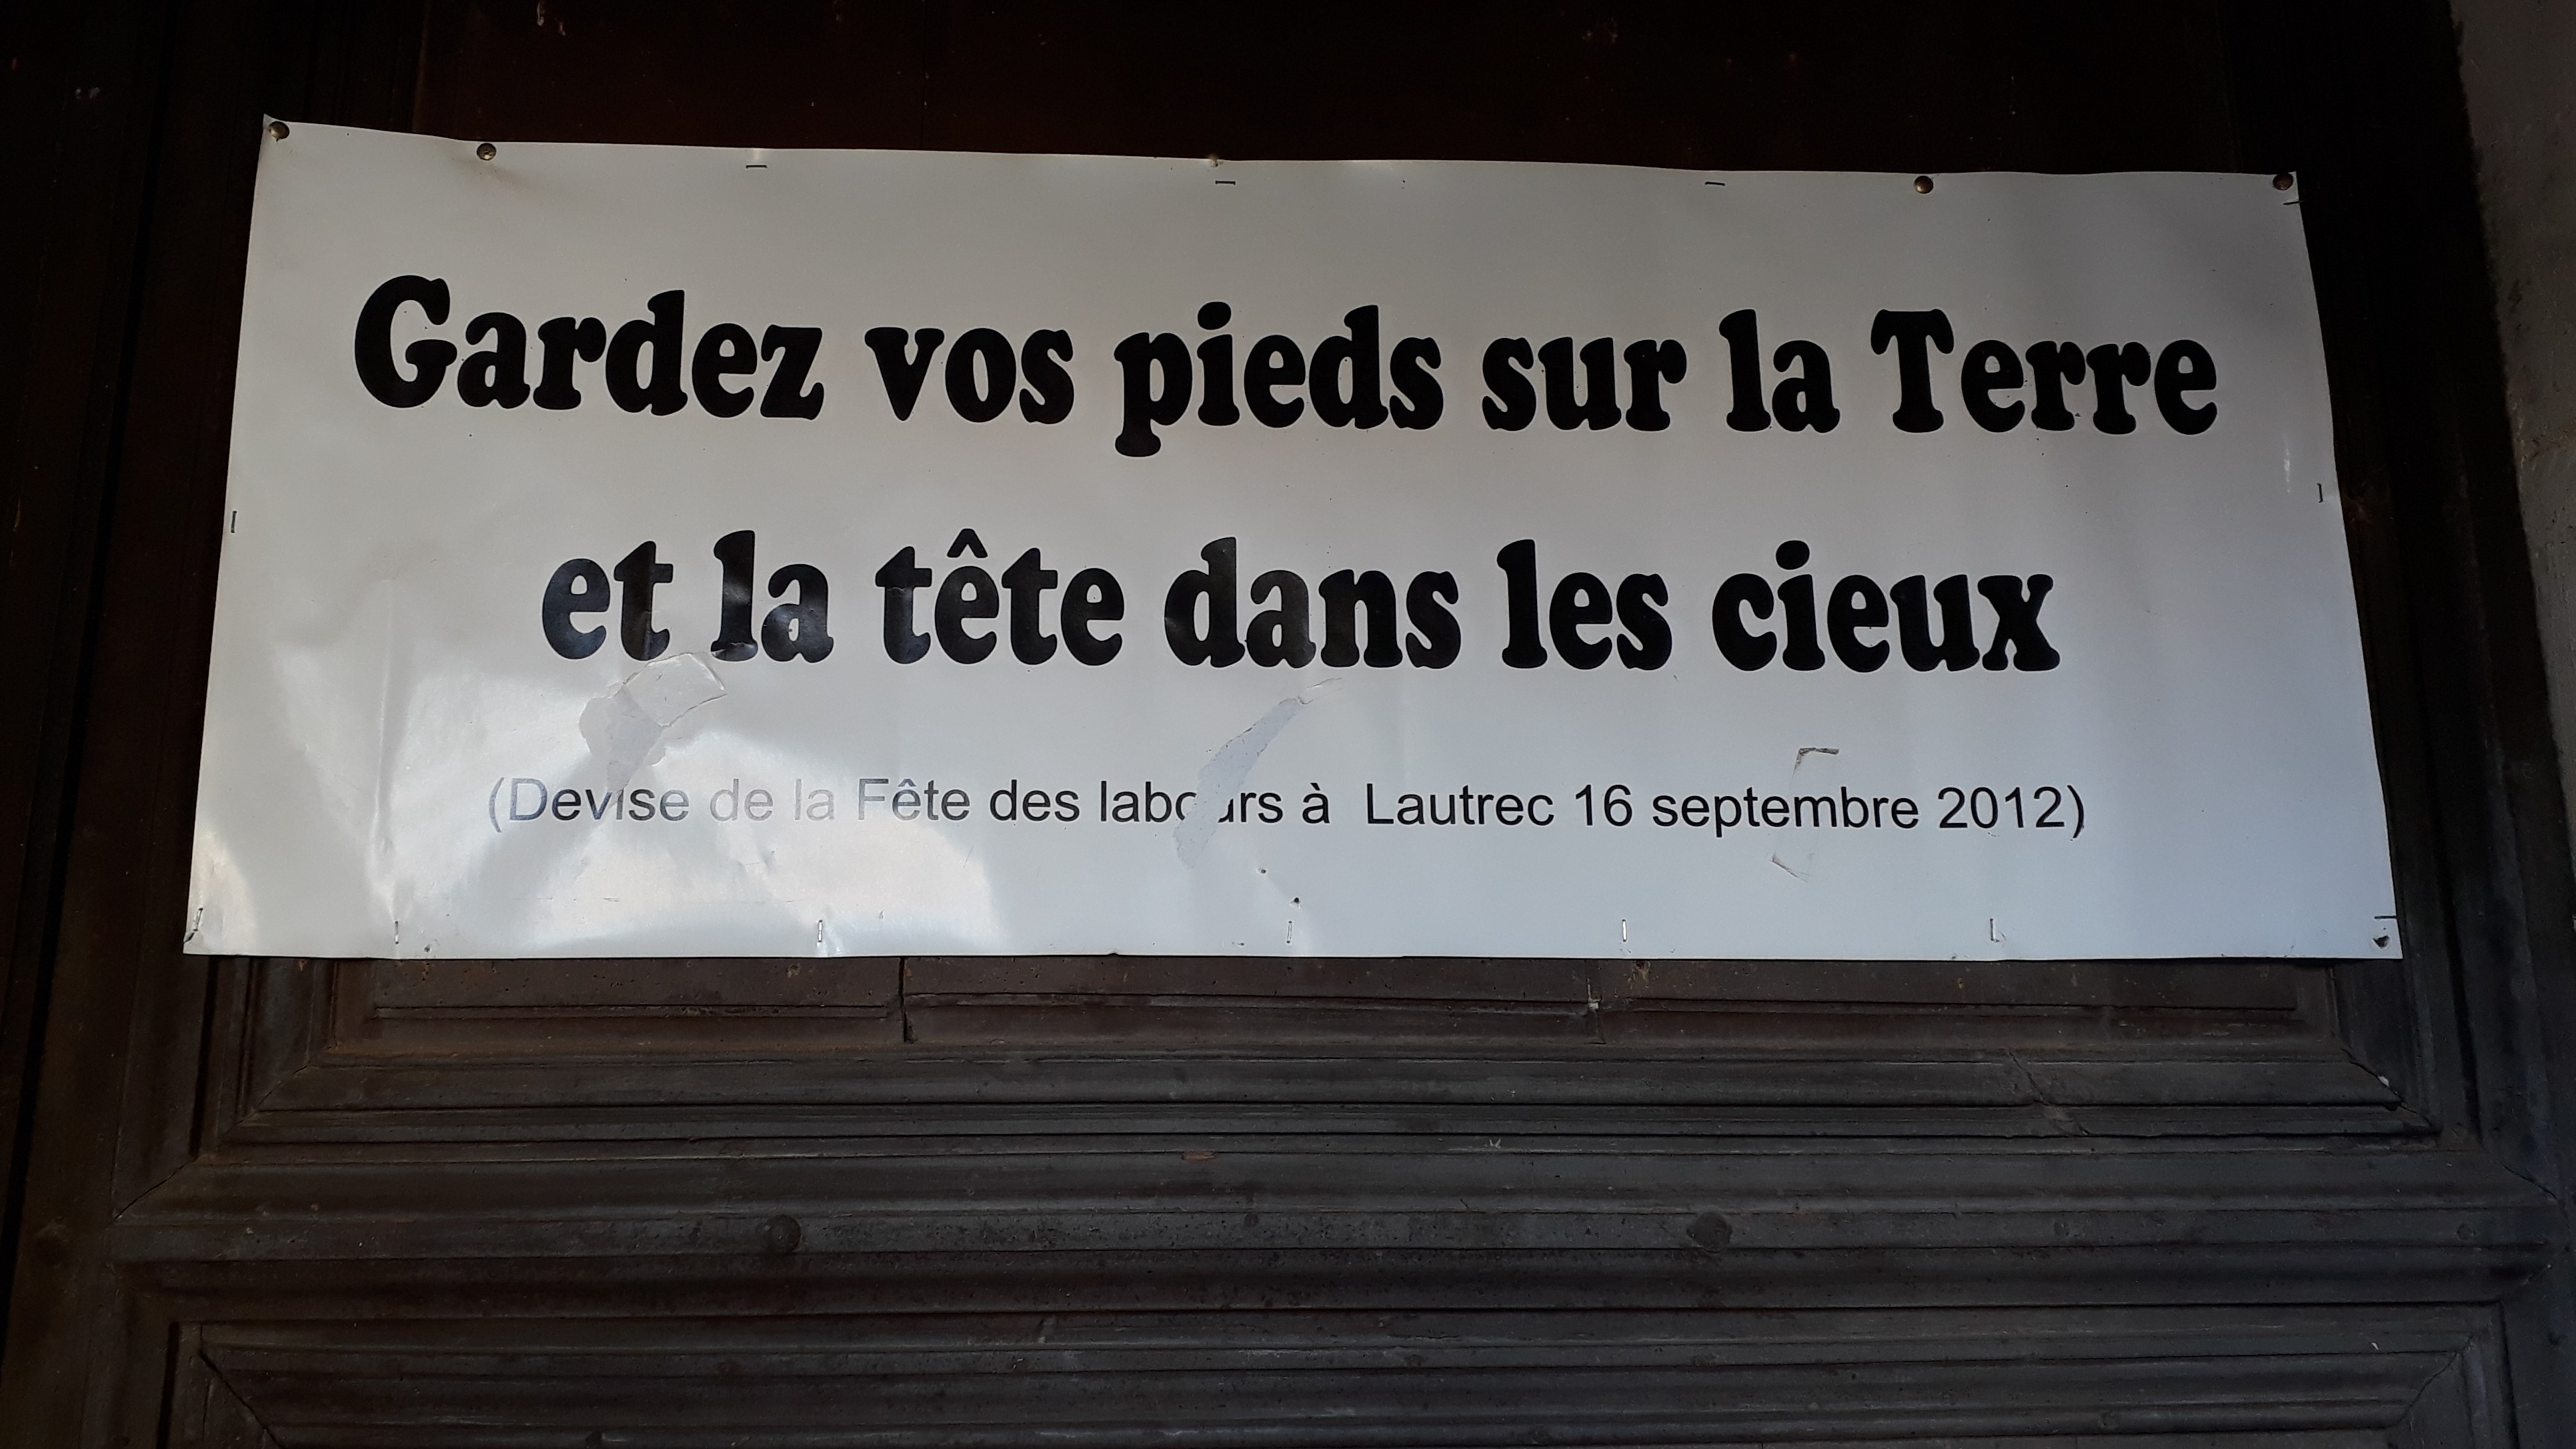 Gardez vos pieds sur la Terre
et la tête dans les cieux
(Devise de la Fête des labours à Lautrec 16 septembre 2012)